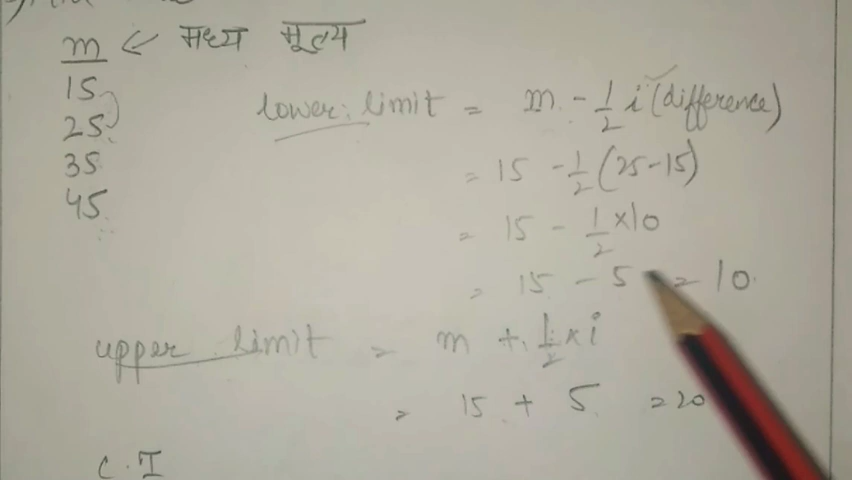 m ← मध्य मूल्य
15
25
35
45
lower limit = m - 1/2 i (difference)
= 15 - 1/2 (25-15)
= 15 - 1/2 × 10
= 15 - 5 = 10
upper limit = m + 1/2 × i
= 15 + 5 = 20
C.I